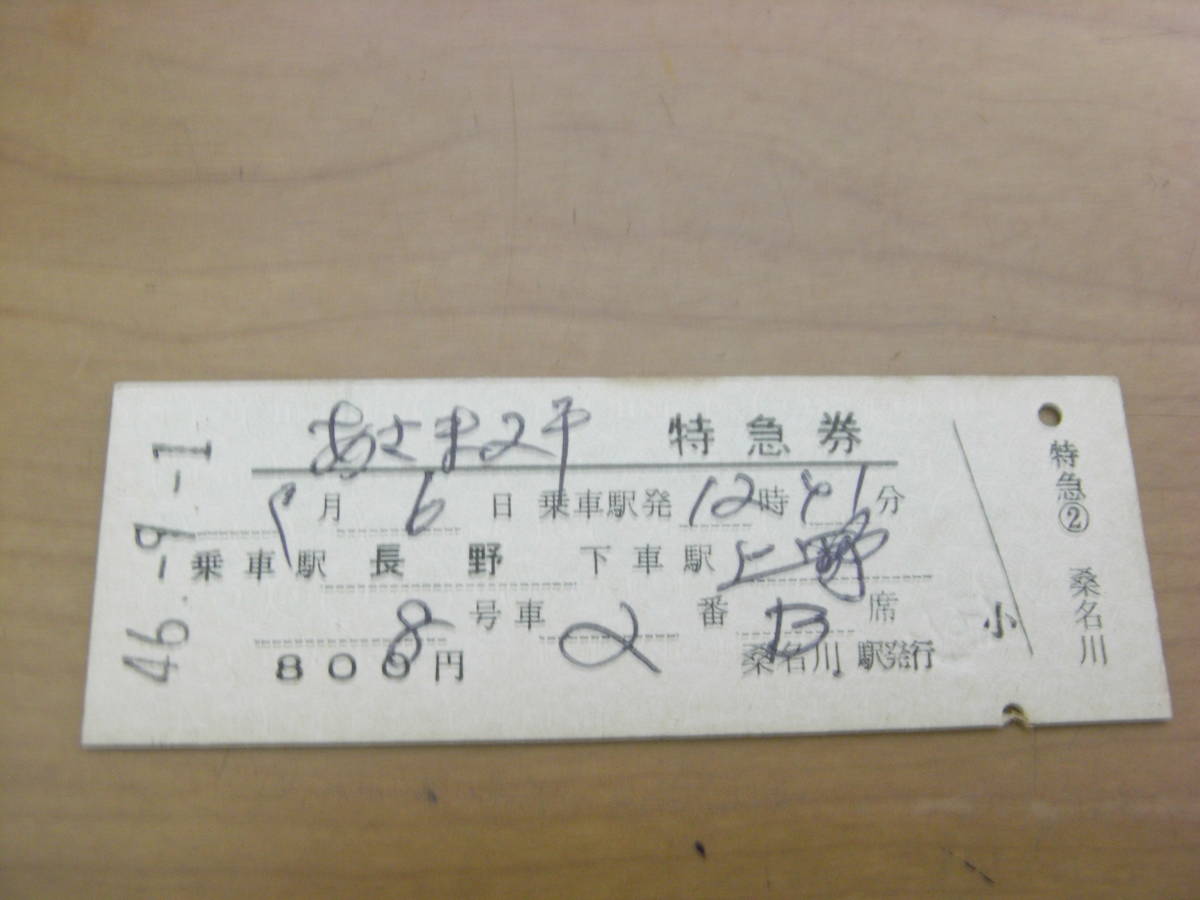 あさま2号 特急券
9月6日 乗車駅発12時41分
乗車駅 長野 下車駅 上野
8号車 2番 B席
800円 桑名川駅発行
小
46.-9.-1
特急② 桑名川